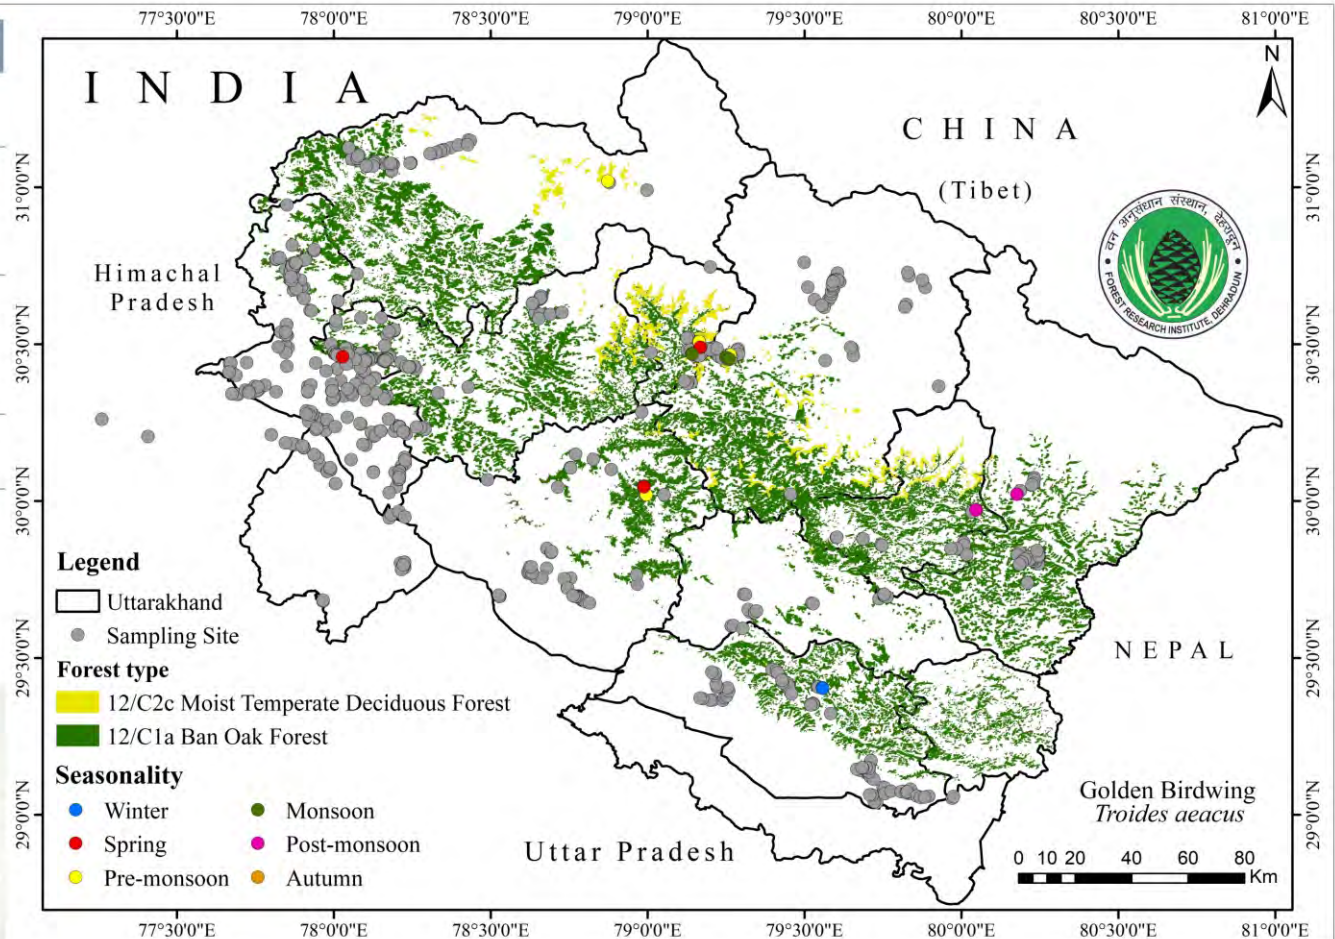 77°30'0"E 78°0'0"E 78°30'0"E 79°0'0"E 79°30'0"E 80°0'0"E 80°30'0"E 81°0'0"E
INDIA
N
CHINA
(Tibet)
वन अनुसंधान संस्थान, देहरादून
FOREST RESEARCH INSTITUTE, DEHRADUN
Himachal
Pradesh
31°0'0"N
30°30'0"N
30°0'0"N
29°30'0"N
29°0'0"N
31°0'0"N
30°30'0"N
30°0'0"N
29°30'0"N
29°0'0"N
NEPAL
Uttar Pradesh
Legend
Uttarakhand
Sampling Site
Forest type
12/C2c Moist Temperate Deciduous Forest
12/C1a Ban Oak Forest
Seasonality
Winter
Spring
Pre-monsoon
Monsoon
Post-monsoon
Autumn
Golden Birdwing
Troides aeacus
0 10 20 40 60 80
Km
77°30'0"E 78°0'0"E 78°30'0"E 79°0'0"E 79°30'0"E 80°0'0"E 80°30'0"E 81°0'0"E